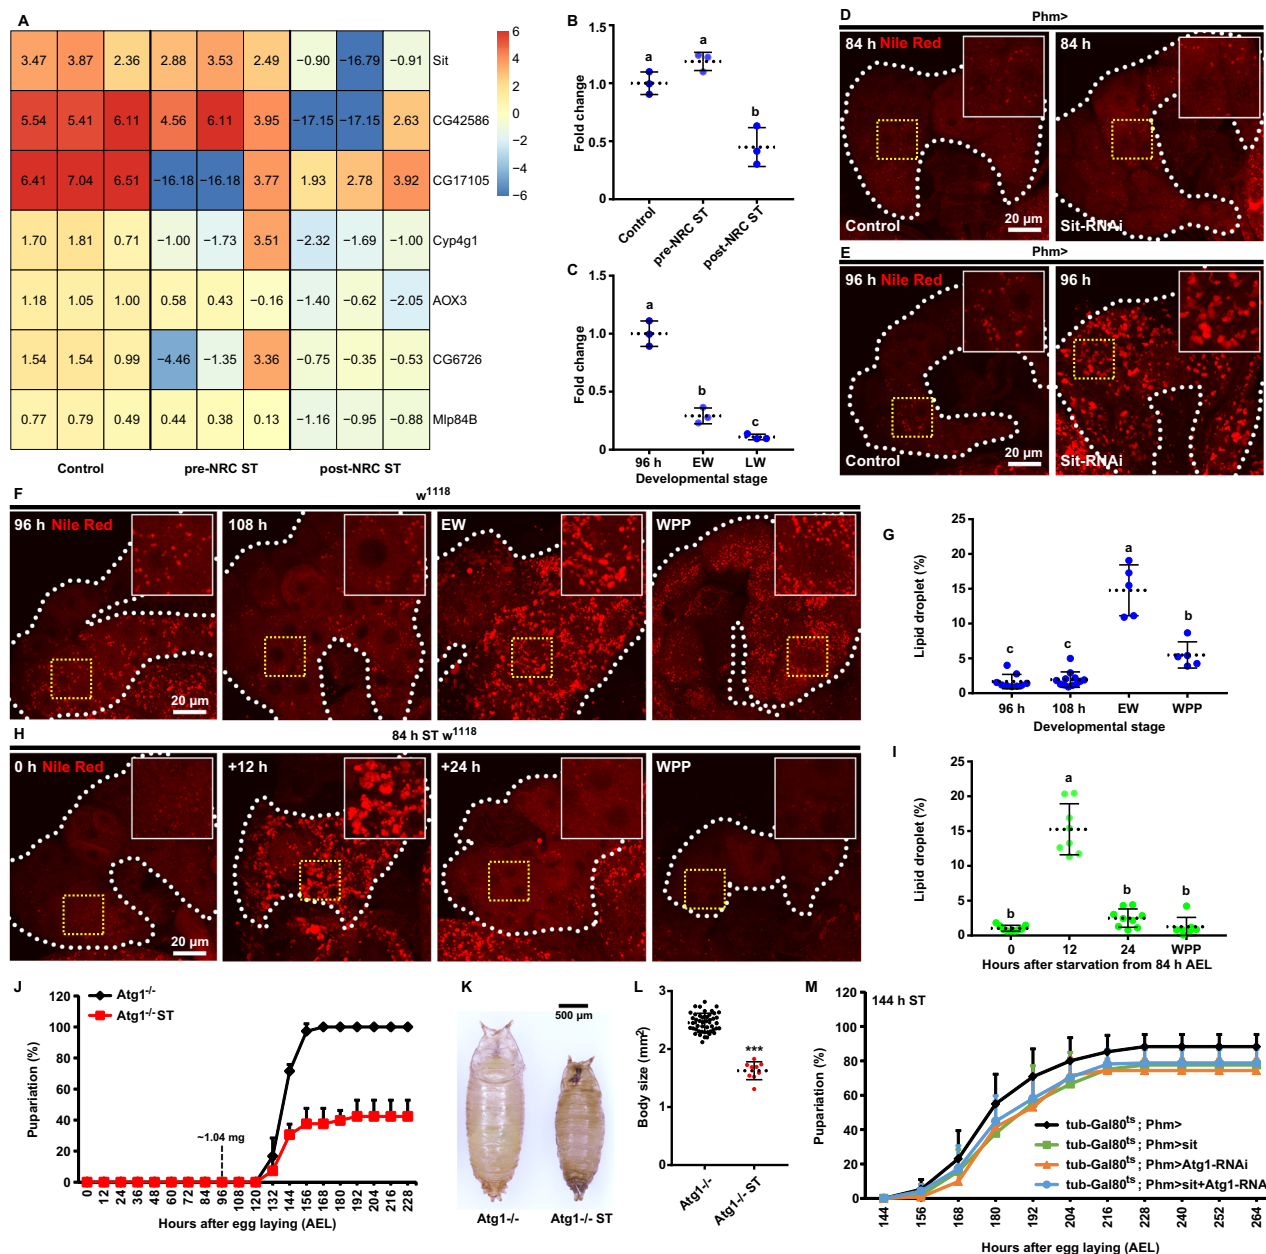 A
3.47 3.87 2.36 2.88 3.53 2.49 −0.90 −16.79 −0.91 Sit
5.54 5.41 6.11 4.56 6.11 3.95 −17.15 −17.15 2.63 CG42586
6.41 7.04 6.51 −16.18 −16.18 3.77 1.93 2.78 3.92 CG17105
1.70 1.81 0.71 −1.00 −1.73 3.51 −2.32 −1.69 −1.00 Cyp4g1
1.18 1.05 1.00 0.58 0.43 −0.16 −1.40 −0.62 −2.05 AOX3
1.54 1.54 0.99 −4.46 −1.35 3.36 −0.75 −0.35 −0.53 CG6726
0.77 0.79 0.49 0.44 0.38 0.13 −1.16 −0.95 −0.88 Mlp84B
Control pre-NRC ST post-NRC ST
6
4
2
0
−2
−4
−6
B
Fold change
1.5
1.0
0.5
0
a a b
Control pre-NRC ST post-NRC ST
C
Fold change
1.5
1.0
0.5
0
a b c
96 h EW LW
Developmental stage
D
Phm>
84 h Nile Red
Control
20 µm
84 h
Sit-RNAi
E
Phm>
96 h Nile Red
Control
20 µm
96 h
Sit-RNAi
F
w1118
96 h Nile Red
20 µm
108 h
EW
WPP
G
Lipid droplet (%)
25
20
15
10
5
0
c c a b
96 h 108 h EW WPP
Developmental stage
H
84 h ST w1118
0 h Nile Red
20 µm
+12 h
+24 h
WPP
I
Lipid droplet (%)
25
20
15
10
5
0
b a b b
0 12 24 WPP
Hours after starvation from 84 h AEL
J
Atg1-/-
Atg1-/- ST
Pupariation (%)
120
100
80
60
40
20
0
~1.04 mg
0 12 24 36 48 60 72 84 96 108 120 132 144 156 168 180 192 204 216 228
Hours after egg laying (AEL)
K
500 µm
Atg1-/- Atg1-/- ST
L
Body size (mm2)
3
2
1
0
***
Atg1-/- Atg1-/- ST
M
144 h ST
Pupariation (%)
120
100
80
60
40
20
0
tub-Gal80ts; Phm>
tub-Gal80ts; Phm>sit
tub-Gal80ts; Phm>Atg1-RNAi
tub-Gal80ts; Phm>sit+Atg1-RNA
144 156 168 180 192 204 216 228 240 252 264
Hours after egg laying (AEL)